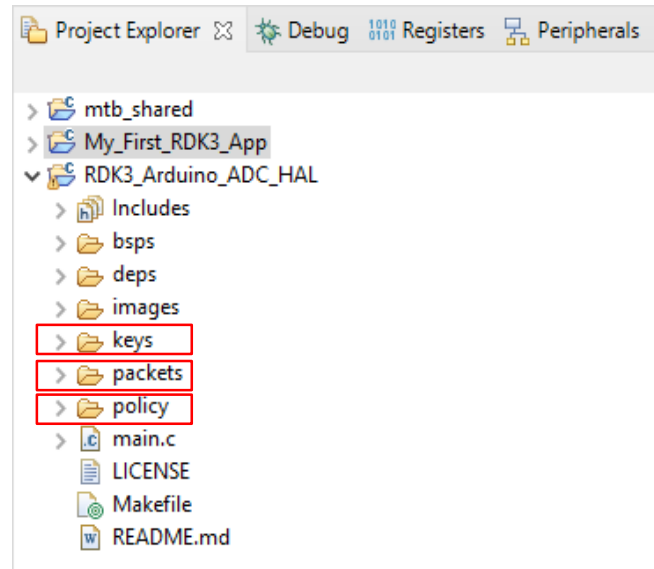 Project Explorer Debug 1010 0101 Registers Peripherals
mtb_shared
My_First_RDK3_App
RDK3_Arduino_ADC_HAL
Includes
bsps
deps
images
keys
packets
policy
main.c
LICENSE
Makefile
README.md